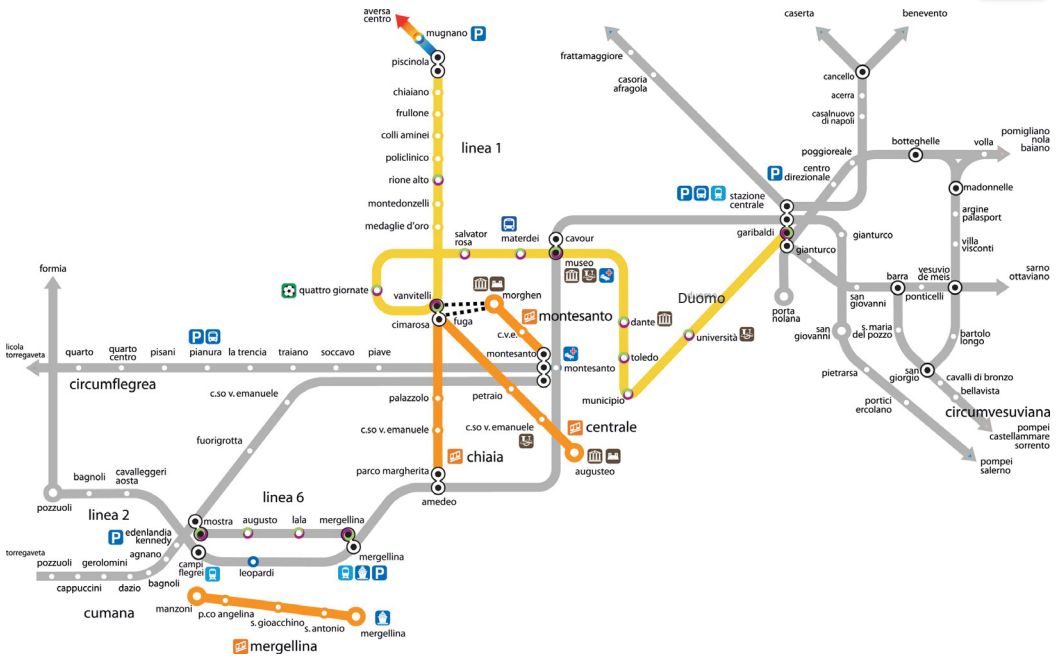 aversa
centro
mugnano
P
piscinola
chiaiano
frullone
colli aminei
policlinico
rione alto
montedonzelli
medaglie d'oro
linea 1
salvator
rosa
materdei
cavour
museo
quattro giornate
vanvitelli
cimarosa
fuga
morghen
montesanto
c.v.e.
montesanto
montesanto
dante
toledo
municipio
università
Duomo
duomo
garibaldi
stazione
centrale
P
P
centro
direzionale
poggioreale
frattamaggiore
casoria
afragola
caserta
benevento
cancello
acerra
casalnuovo
di napoli
botteghelle
volla
pomigliano
nola
baiano
madonnelle
argine
palasport
villa
visconti
gianturco
gianturco
porta
nolana
san
giovanni
barra
ponticelli
vesuvio
de meis
sarno
ottaviano
san
giovanni
s. maria
del pozzo
bartolo
longo
san
giorgio
cavalli di bronzo
bellavista
circumvesuviana
pompei
castellammare
sorrento
pietrarsa
portici
ercolano
pompei
salerno
formia
licola
torregaveta
quarto
quarto
centro
pisani
P
pianura
la trencia
traiano
soccavo
piave
circumflegrea
c.so v. emanuele
fuorigrotta
palazzolo
c.so v. emanuele
petraio
c.so v. emanuele
centrale
augusteo
chiaia
parco margherita
amedeo
bagnoli
cavalleggeri
aosta
pozzuoli
linea 2
linea 6
mostra
augusto
lala
mergellina
P
edenlandia
kennedy
agnano
campi
flegrei
leopardi
mergellina
P
torregaveta
pozzuoli
gerolomini
cappuccini
dazio
bagnoli
cumana
manzoni
p.co angelina
s. gioacchino
s. antonio
mergellina
mergellina